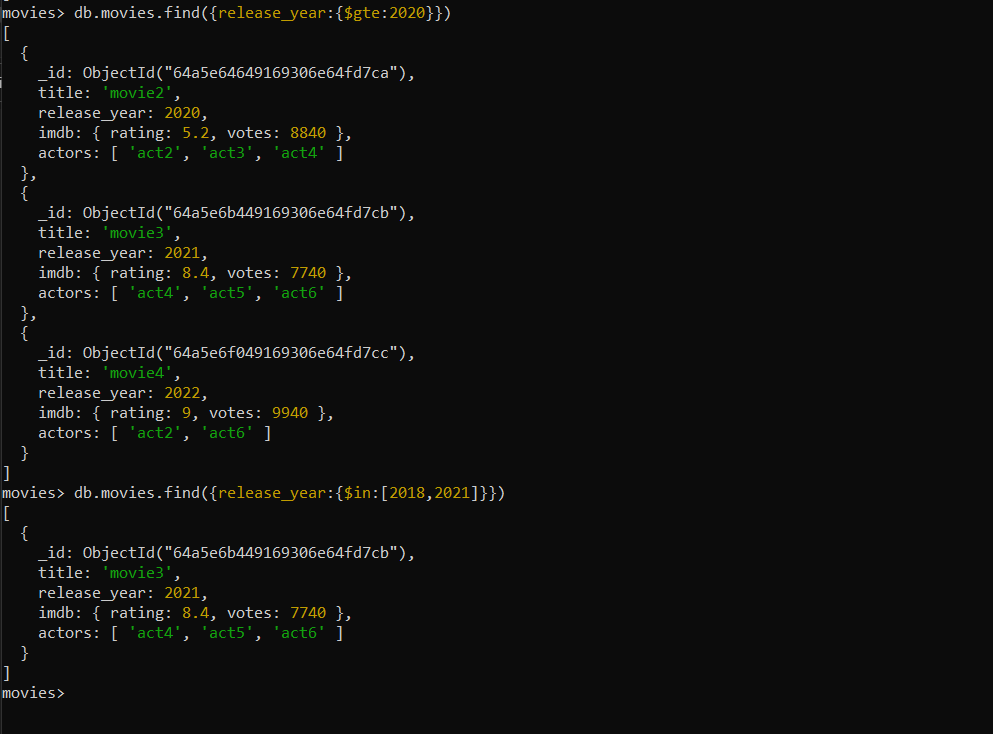 movies> db.movies.find({release_year:{$gte:2020}})
[
  {
    _id: ObjectId("64a5e64649169306e64fd7ca"),
    title: 'movie2',
    release_year: 2020,
    imdb: { rating: 5.2, votes: 8840 },
    actors: [ 'act2', 'act3', 'act4' ]
  },
  {
    _id: ObjectId("64a5e6b449169306e64fd7cb"),
    title: 'movie3',
    release_year: 2021,
    imdb: { rating: 8.4, votes: 7740 },
    actors: [ 'act4', 'act5', 'act6' ]
  },
  {
    _id: ObjectId("64a5e6f049169306e64fd7cc"),
    title: 'movie4',
    release_year: 2022,
    imdb: { rating: 9, votes: 9940 },
    actors: [ 'act2', 'act6' ]
  }
]
movies> db.movies.find({release_year:{$in:[2018,2021]}})
[
  {
    _id: ObjectId("64a5e6b449169306e64fd7cb"),
    title: 'movie3',
    release_year: 2021,
    imdb: { rating: 8.4, votes: 7740 },
    actors: [ 'act4', 'act5', 'act6' ]
  }
]
movies>